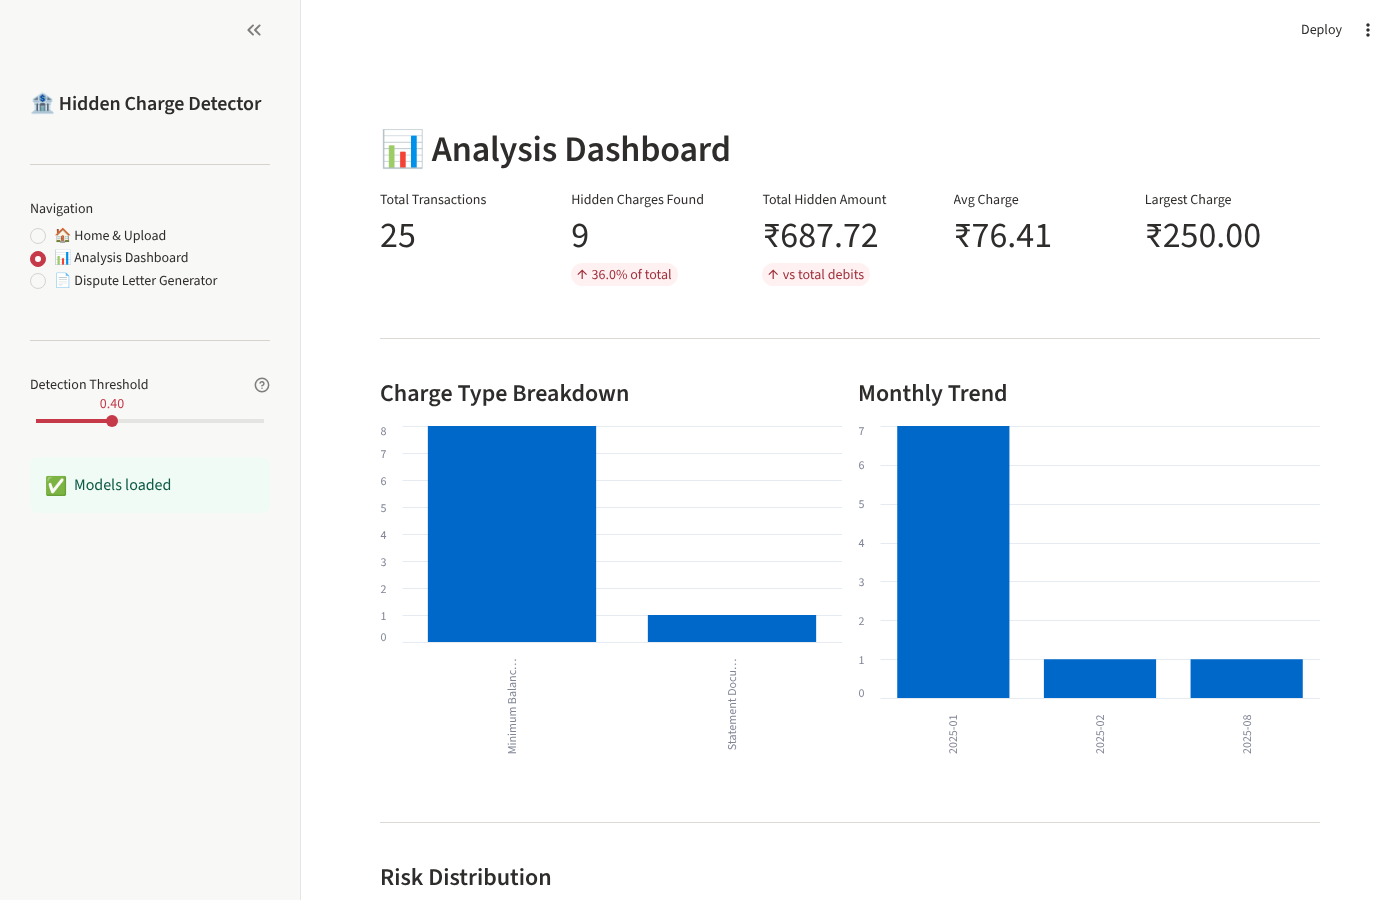 Deploy
Hidden Charge Detector
Navigation
Home & Upload
Analysis Dashboard
Dispute Letter Generator
Detection Threshold
0.40
Models loaded
Analysis Dashboard
Total Transactions
25
Hidden Charges Found
9
↑ 36.0% of total
Total Hidden Amount
₹687.72
↑ vs total debits
Avg Charge
₹76.41
Largest Charge
₹250.00
Charge Type Breakdown
8
7
6
5
4
3
2
1
0
Minimum Balanc…
Statement Docu…
Monthly Trend
7
6
5
4
3
2
1
0
2025-01
2025-02
2025-08
Risk Distribution